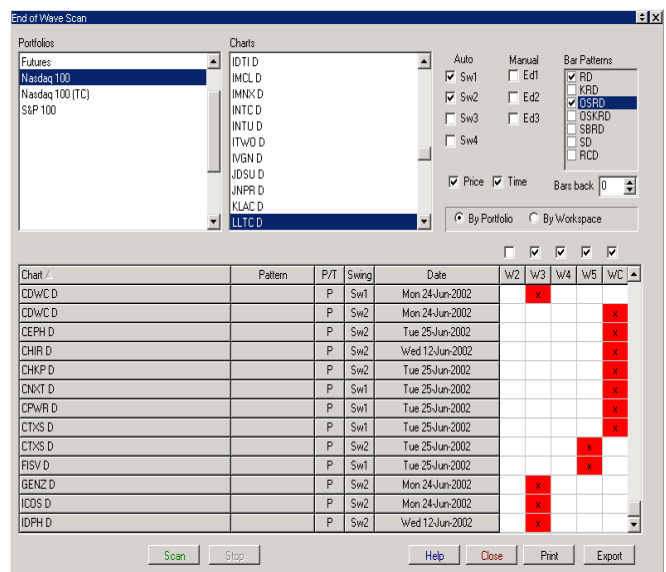 End of Wave Scan
Portfolios
Futures
Nasdaq 100
Nasdaq 100 (TC)
S&P 100
Charts
IDTI D
IMCL D
IMNX D
INTC D
INTU D
ITWO D
IVGN D
JDSU D
JNPR D
KLAC D
LLTC D
Auto
Sw1
Sw2
Sw3
Sw4
Manual
Ed1
Ed2
Ed3
Bar Patterns
RD
KRD
OSRD
OSKRD
SBRD
SD
RCD
Price Time Bars back 0
By Portfolio By Workspace
Chart Pattern P/T Swing Date W2 W3 W4 W5 WC
CDWC D P Sw1 Mon 24-Jun-2002 x
CDWC D P Sw2 Mon 24-Jun-2002 x
CEPH D P Sw2 Tue 25-Jun-2002 x
CHIR D P Sw2 Wed 12-Jun-2002 x
CHKP D P Sw2 Tue 25-Jun-2002 x
CNXT D P Sw1 Tue 25-Jun-2002 x
CPWR D P Sw1 Tue 25-Jun-2002 x
CTXS D P Sw1 Tue 25-Jun-2002 x
CTXS D P Sw2 Tue 25-Jun-2002 x
FISV D P Sw1 Tue 25-Jun-2002 x
GENZ D P Sw2 Mon 24-Jun-2002 x
ICOS D P Sw2 Mon 24-Jun-2002 x
IDPH D P Sw2 Wed 12-Jun-2002 x
Scan Stop Help Close Print Export